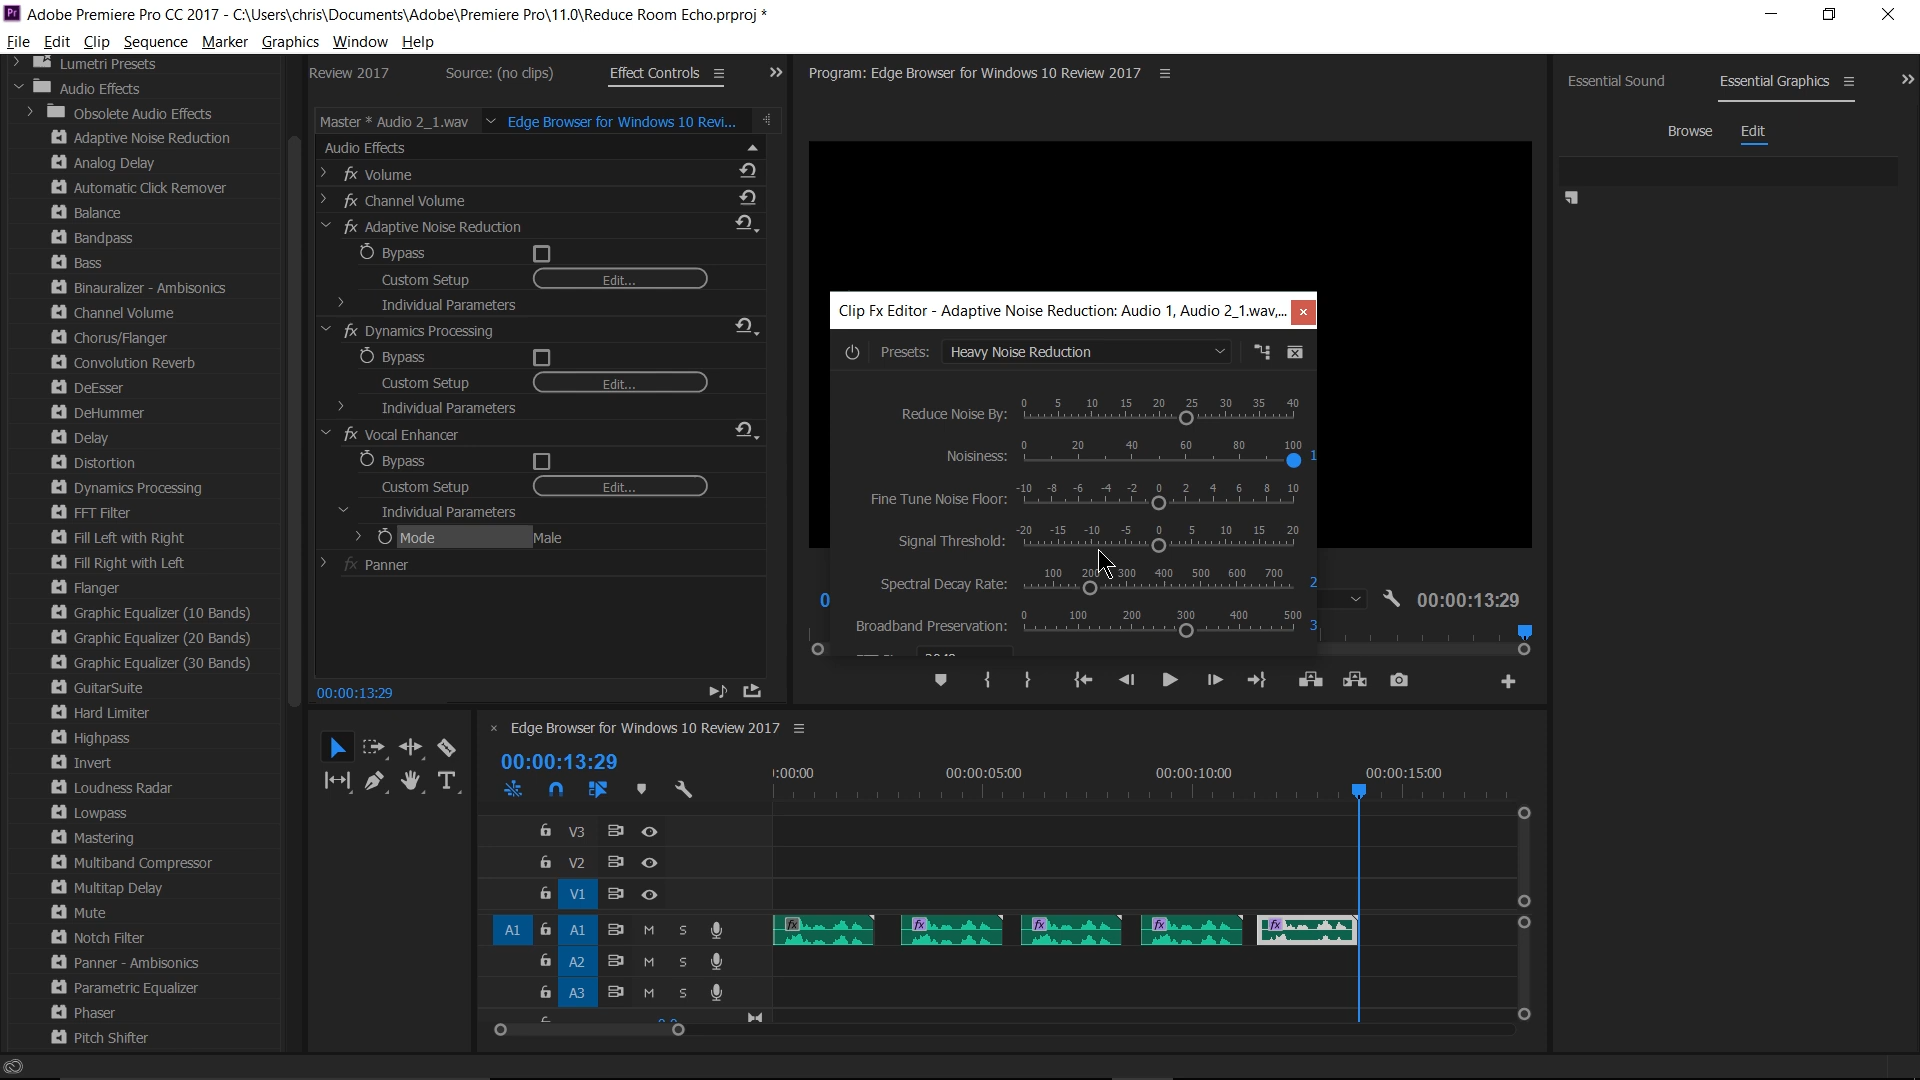 Adobe Premiere Pro CC 2017 - C:\Users\chris\Documents\Adobe\Premiere Pro\11.0\Reduce Room Echo.prproj *
File Edit Clip Sequence Marker Graphics Window Help
Lumetri Presets
Audio Effects
Obsolete Audio Effects
Adaptive Noise Reduction
Analog Delay
Automatic Click Remover
Balance
Bandpass
Bass
Binauralizer - Ambisonics
Channel Volume
Chorus/Flanger
Convolution Reverb
DeEsser
DeHummer
Delay
Distortion
Dynamics Processing
FFT Filter
Fill Left with Right
Fill Right with Left
Flanger
Graphic Equalizer (10 Bands)
Graphic Equalizer (20 Bands)
Graphic Equalizer (30 Bands)
GuitarSuite
Hard Limiter
Highpass
Invert
Loudness Radar
Lowpass
Mastering
Multiband Compressor
Multitap Delay
Mute
Notch Filter
Panner - Ambisonics
Parametric Equalizer
Phaser
Pitch Shifter
Review 2017 Source: (no clips) Effect Controls
Master * Audio 2_1.wav Edge Browser for Windows 10 Revi...
Audio Effects
fx Volume
fx Channel Volume
fx Adaptive Noise Reduction
Bypass
Custom Setup Edit...
Individual Parameters
fx Dynamics Processing
Bypass
Custom Setup Edit...
Individual Parameters
fx Vocal Enhancer
Bypass
Custom Setup Edit...
Individual Parameters
Mode Male
fx Panner
00:00:13:29
Program: Edge Browser for Windows 10 Review 2017
Clip Fx Editor - Adaptive Noise Reduction: Audio 1, Audio 2_1.wav,...
Presets: Heavy Noise Reduction
0 5 10 15 20 25 30 35 40
Reduce Noise By:
0 20 40 60 80 100
Noisiness: 1
-10 -8 -6 -4 -2 0 2 4 6 8 10
Fine Tune Noise Floor:
-20 -15 -10 -5 0 5 10 15 20
Signal Threshold:
100 200 300 400 500 600 700
Spectral Decay Rate: 2
0 100 200 300 400 500
Broadband Preservation: 3
0 00:00:13:29
Essential Sound Essential Graphics
Browse Edit
Edge Browser for Windows 10 Review 2017
00:00:13:29
:00:00 00:00:05:00 00:00:10:00 00:00:15:00
V3
V2
V1
A1 A1 M S fx fx fx fx fx
A2 M S
A3 M S